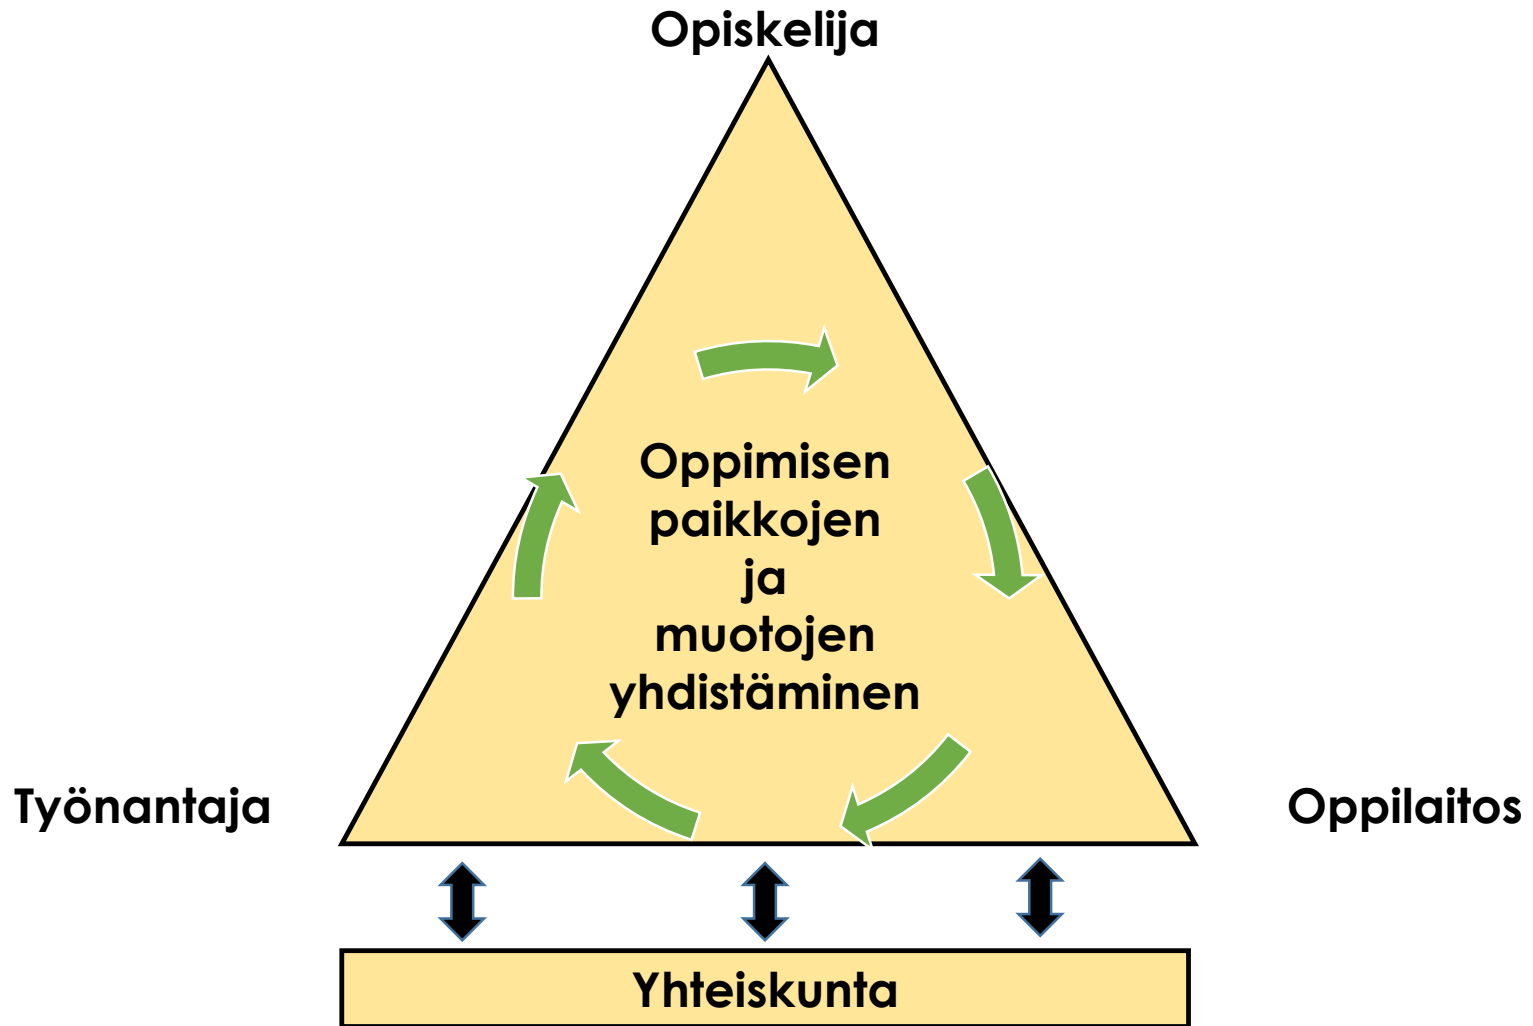 Opiskelija
Oppimisen
paikkojen
ja
muotojen
yhdistäminen
Työnantaja
Oppilaitos
Yhteiskunta